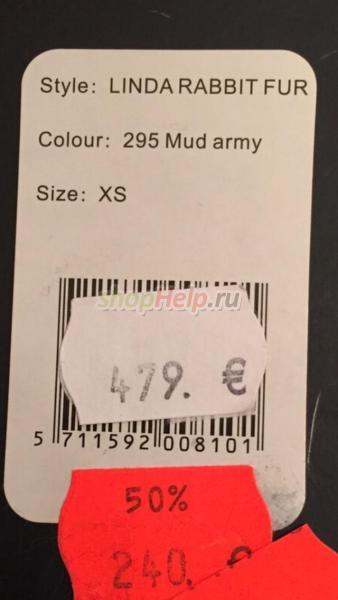 Style: LINDA RABBIT FUR
Colour: 295 Mud army
Size: XS
shopHelp.ru
479. €
5 711592 008101
50%
240. €